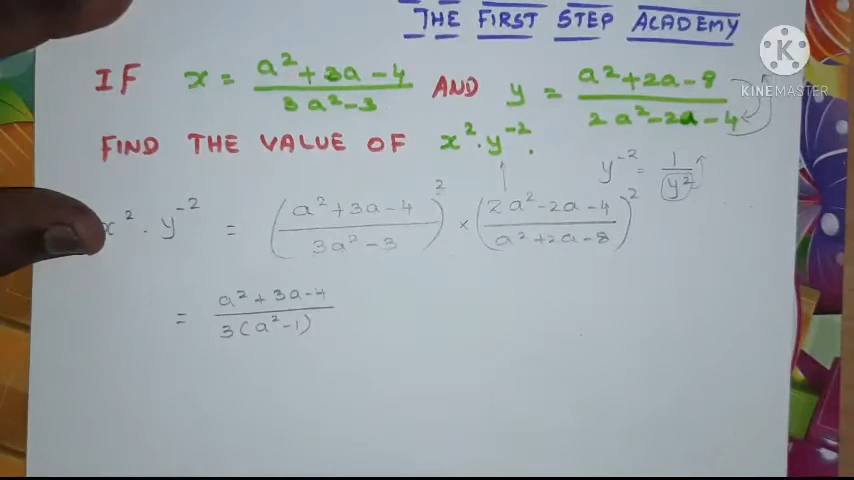 THE FIRST STEP ACADEMY
KINEMASTER
IF x = (a² + 3a - 4)/(3a² - 3) AND y = (a² + 2a - 8)/(2a² - 2a - 4)
FIND THE VALUE OF x² · y⁻² .
y⁻² = 1/y²
x² · y⁻² = ((a² + 3a - 4)/(3a² - 3))² × ((2a² - 2a - 4)/(a² + 2a - 8))²
= (a² + 3a - 4)/(3(a² - 1))